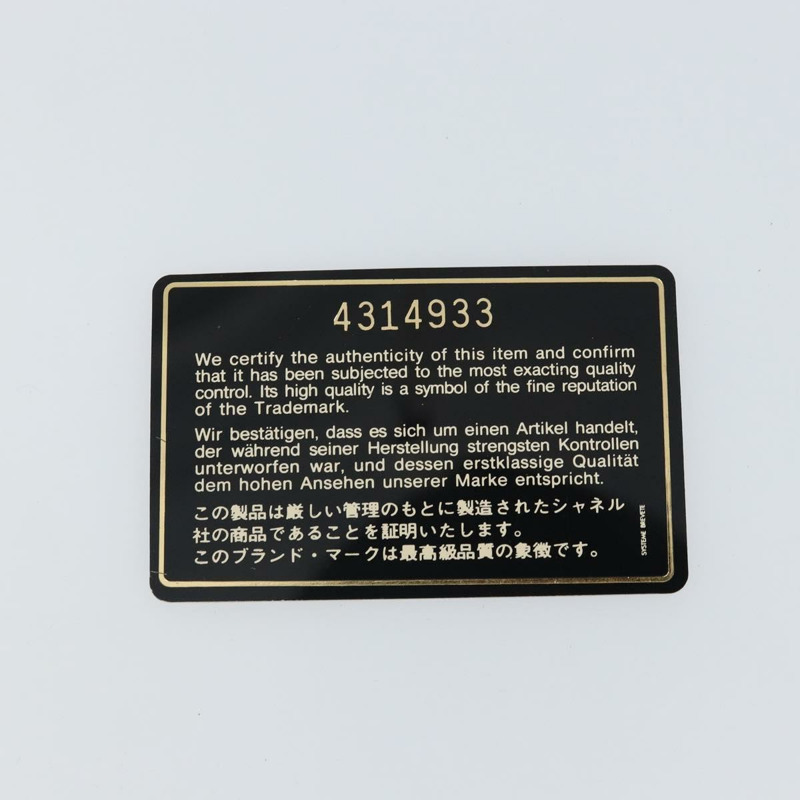 4314933
We certify the authenticity of this item and confirm
that it has been subjected to the most exacting quality
control. Its high quality is a symbol of the fine reputation
of the Trademark.
Wir bestätigen, dass es sich um einen Artikel handelt,
der während seiner Herstellung strengsten Kontrollen
unterworfen war, und dessen erstklassige Qualität
dem hohen Ansehen unserer Marke entspricht.
この製品は厳しい管理のもとに製造されたシャネル
社の商品であることを証明いたします。
このブランド・マークは最高級品質の象徴です。
SYSTEME BREVETE